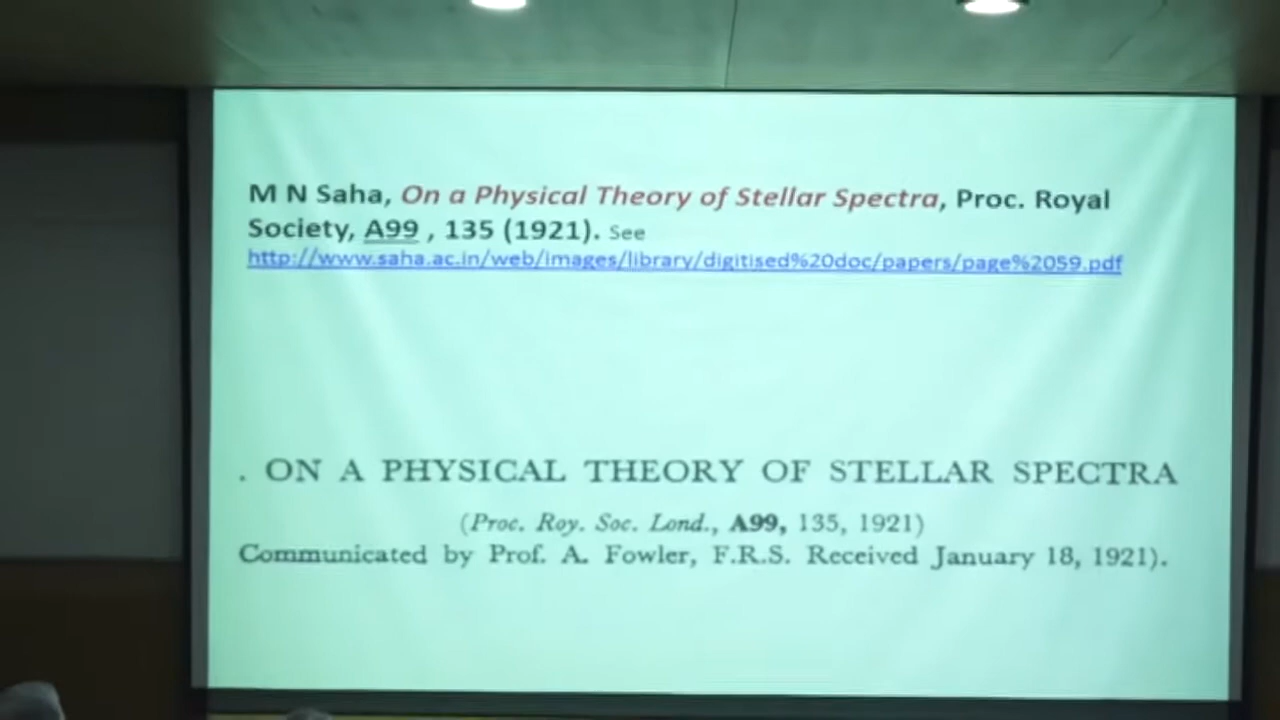 M N Saha, On a Physical Theory of Stellar Spectra, Proc. Royal
Society, A99 , 135 (1921). See
http://www.saha.ac.in/web/images/library/digitised%20doc/papers/page%2059.pdf
. ON A PHYSICAL THEORY OF STELLAR SPECTRA
(Proc. Roy. Soc. Lond., A99, 135, 1921)
Communicated by Prof. A. Fowler, F.R.S. Received January 18, 1921).